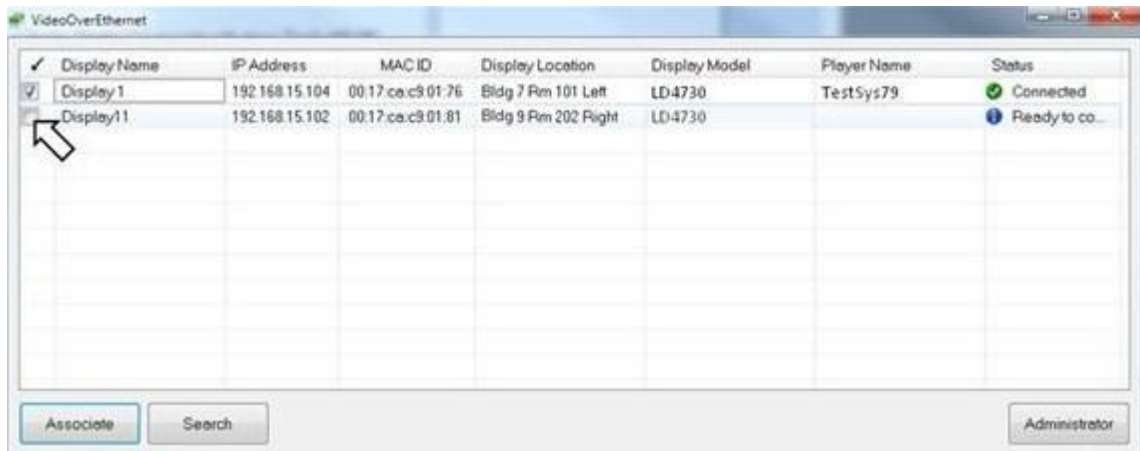 VideoOverEthernet
✓ Display Name IP Address MAC ID Display Location Display Model Player Name Status
Display 1 192.168.15.104 00:17:ca:c9:01:76 Bldg 7 Rm 101 Left LD4730 TestSys79 Connected
Display11 192.168.15.102 00:17:ca:c9:01:81 Bldg 9 Rm 202 Right LD4730 Ready to co...
Associate Search Administrator